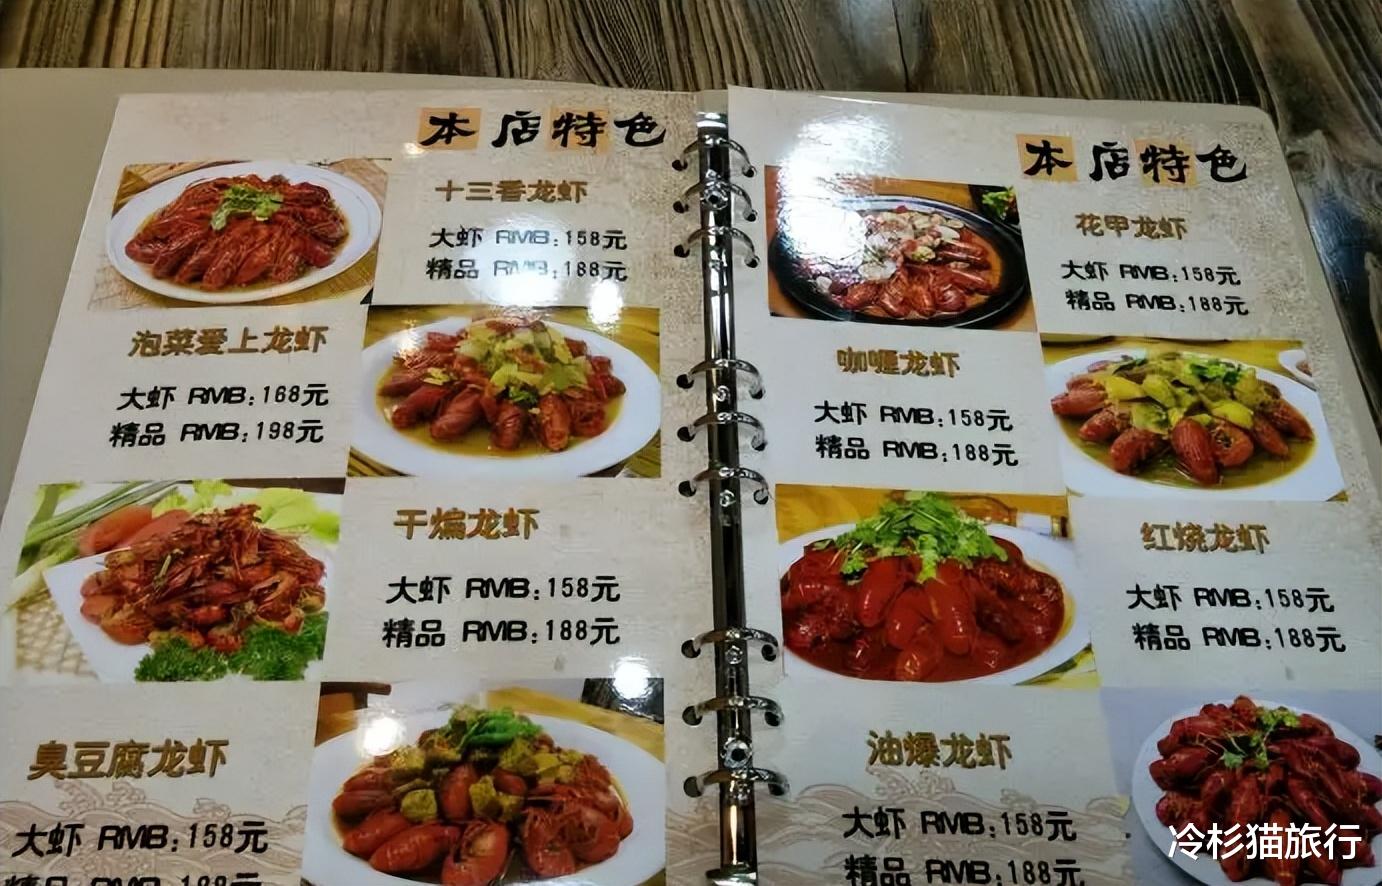 本店特色
十三香龙虾
大虾 RMB:158元
精品 RMB:188元
泡菜爱上龙虾
大虾 RMB:168元
精品 RMB:198元
干煸龙虾
大虾 RMB:158元
精品 RMB:188元
臭豆腐龙虾
大虾 RMB:158元
精品 RMB:188元
本店特色
花甲龙虾
大虾 RMB:158元
精品 RMB:188元
咖喱龙虾
大虾 RMB:158元
精品 RMB:188元
红烧龙虾
大虾 RMB:158元
精品 RMB:188元
油爆龙虾
大虾 RMB:158元
精品 RMB:188元
冷杉猫旅行